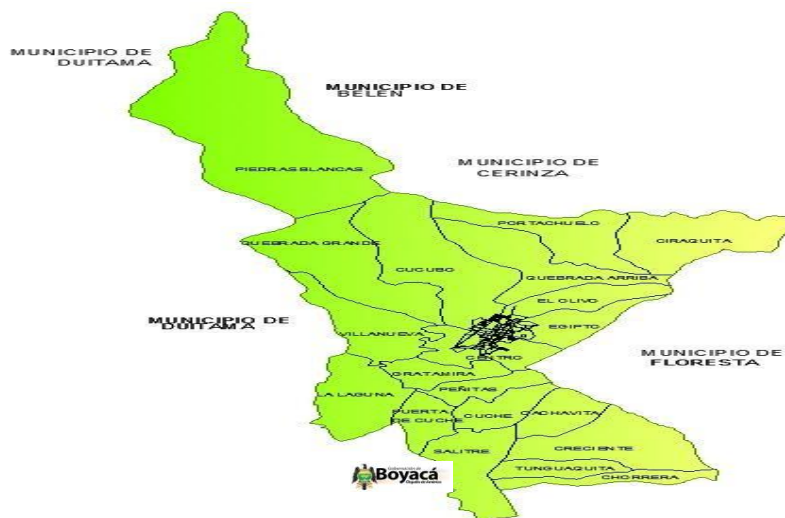 MUNICIPIO DE
DUITAMA
MUNICIPIO DE
BELEN
MUNICIPIO DE
CERINZA
PIEDRAS BLANCAS
PORTACHUELO
CIRAQUITA
QUEBRADA GRANDE
CUCUBO
QUEBRADA ARRIBA
EL OLIVO
MUNICIPIO DE
DUITAMA
VILLANUEVA
EGIPTO
CENTRO
MUNICIPIO DE
FLORESTA
GRATAMIRA
PEÑITAS
LA LAGUNA
PUERTA
DE CUCHE
CUCHE
CACHAVITA
SALITRE
CRECIENTE
TUNGUAQUITA
CHORRERA
Boyacá